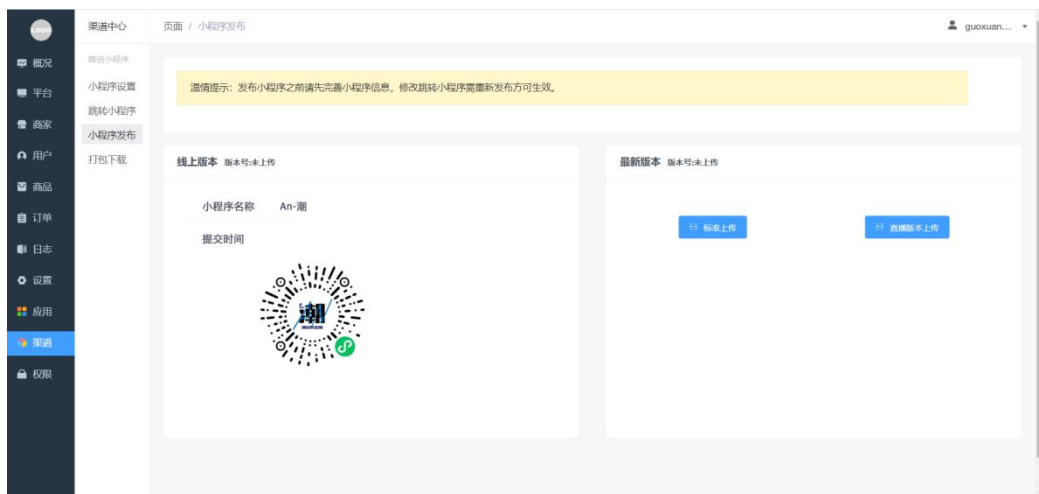 LOGO
概况
平台
商家
用户
商品
订单
日志
设置
应用
渠道
权限
渠道中心
微信小程序
小程序设置
跳转小程序
小程序发布
打包下载
页面 / 小程序发布
guoxuan...
温情提示：发布小程序之前请先完善小程序信息，修改跳转小程序需重新发布方可生效。
线上版本 版本号:未上传
小程序名称 An-潮
提交时间
潮
最新版本 版本号:未上传
标准上传
直播版本上传